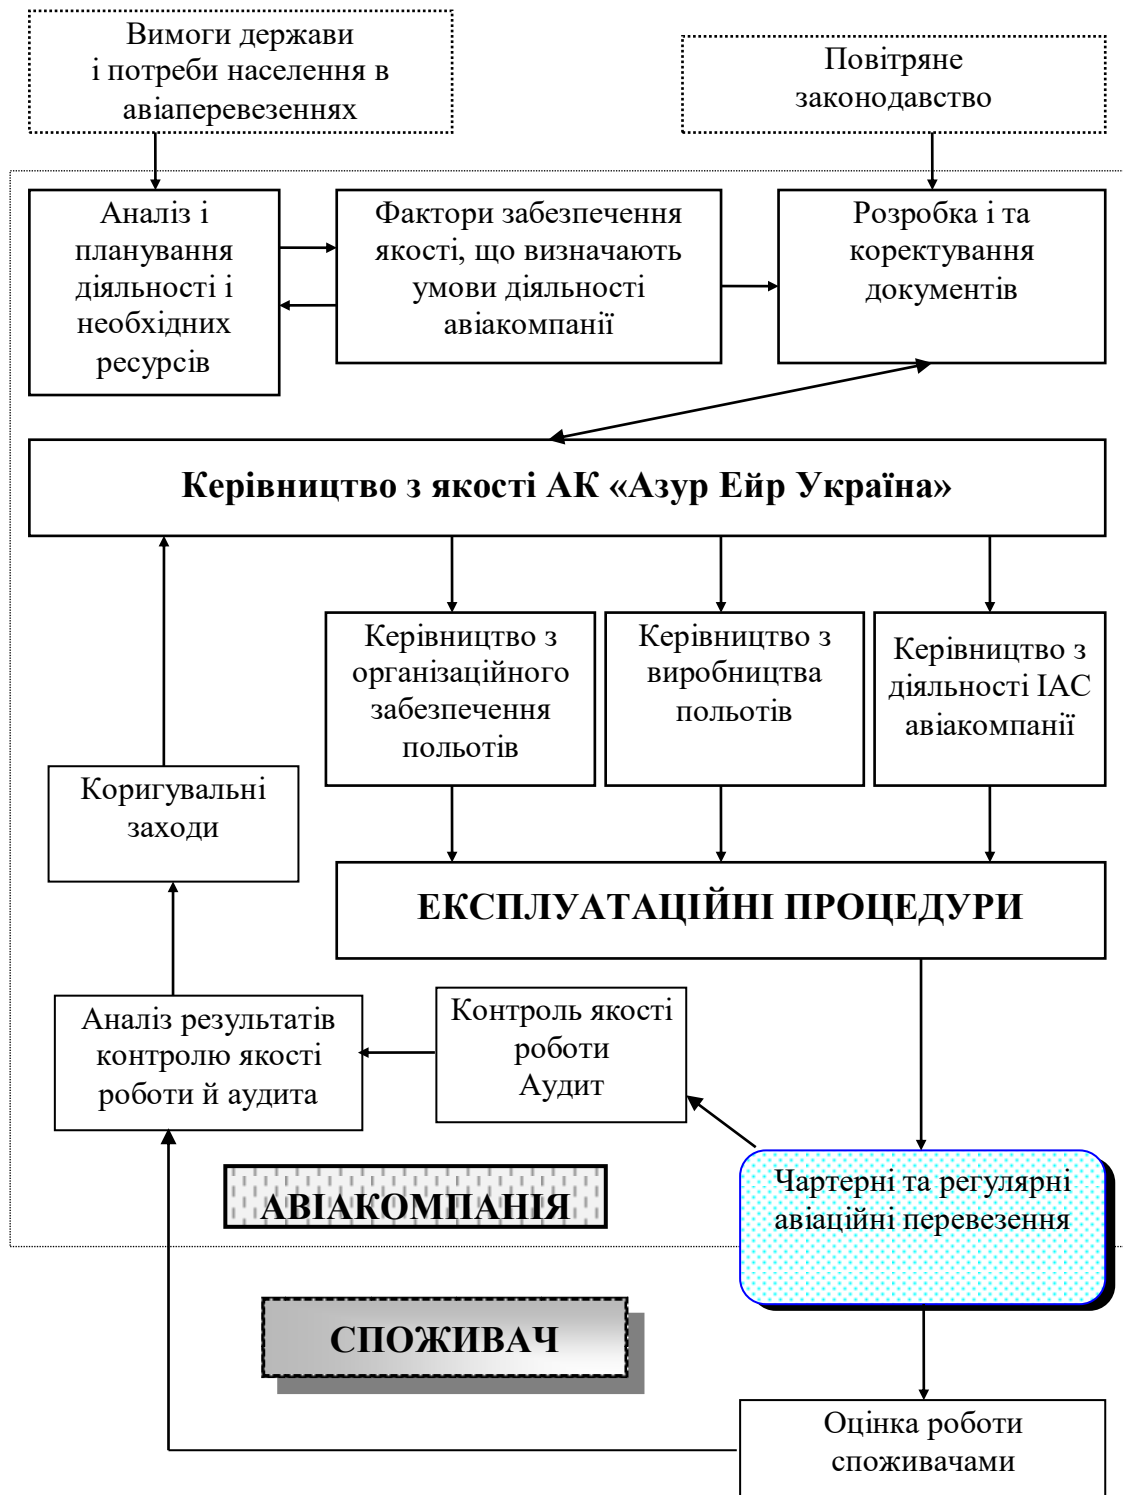 Вимоги держави
і потреби населення в
авіаперевезеннях
Повітряне
законодавство
Аналіз і
планування
діяльності і
необхідних
ресурсів
Фактори забезпечення
якості, що визначають
умови діяльності
авіакомпанії
Розробка і та
коректування
документів
Керівництво з якості АК «Азур Ейр Україна»
Керівництво з
організаційного
забезпечення
польотів
Керівництво з
виробництва
польотів
Керівництво з
діяльності ІАС
авіакомпанії
Коригувальні
заходи
ЕКСПЛУАТАЦІЙНІ ПРОЦЕДУРИ
Аналіз результатів
контролю якості
роботи й аудита
Контроль якості
роботи
Аудит
Чартерні та регулярні
авіаційні перевезення
АВІАКОМПАНІЯ
СПОЖИВАЧ
Оцінка роботи
споживачами